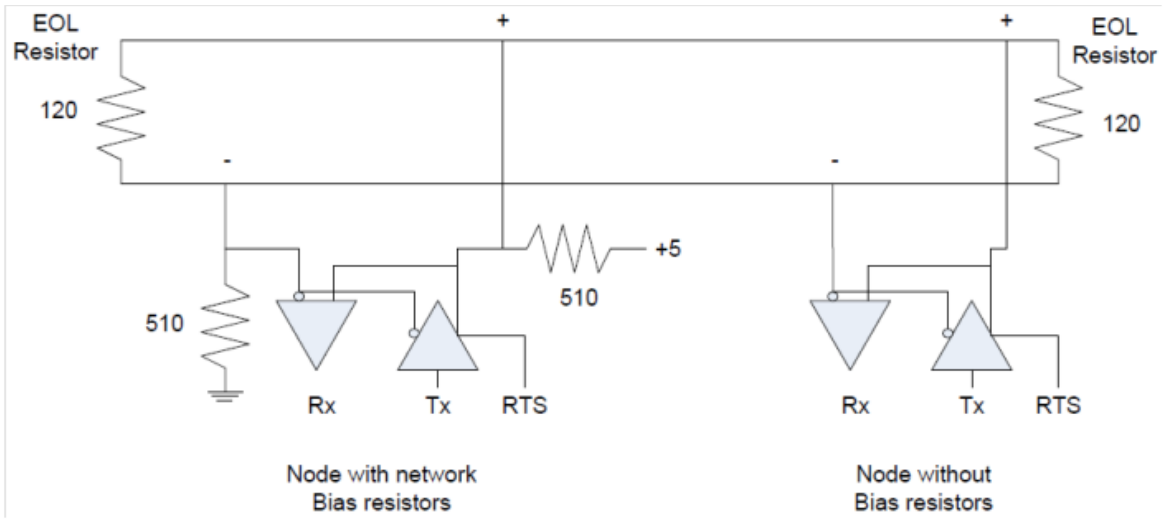 EOL
Resistor
+
+
EOL
Resistor
120
120
-
-
+5
510
510
Rx
Tx
RTS
Rx
Tx
RTS
Node with network
Bias resistors
Node without
Bias resistors